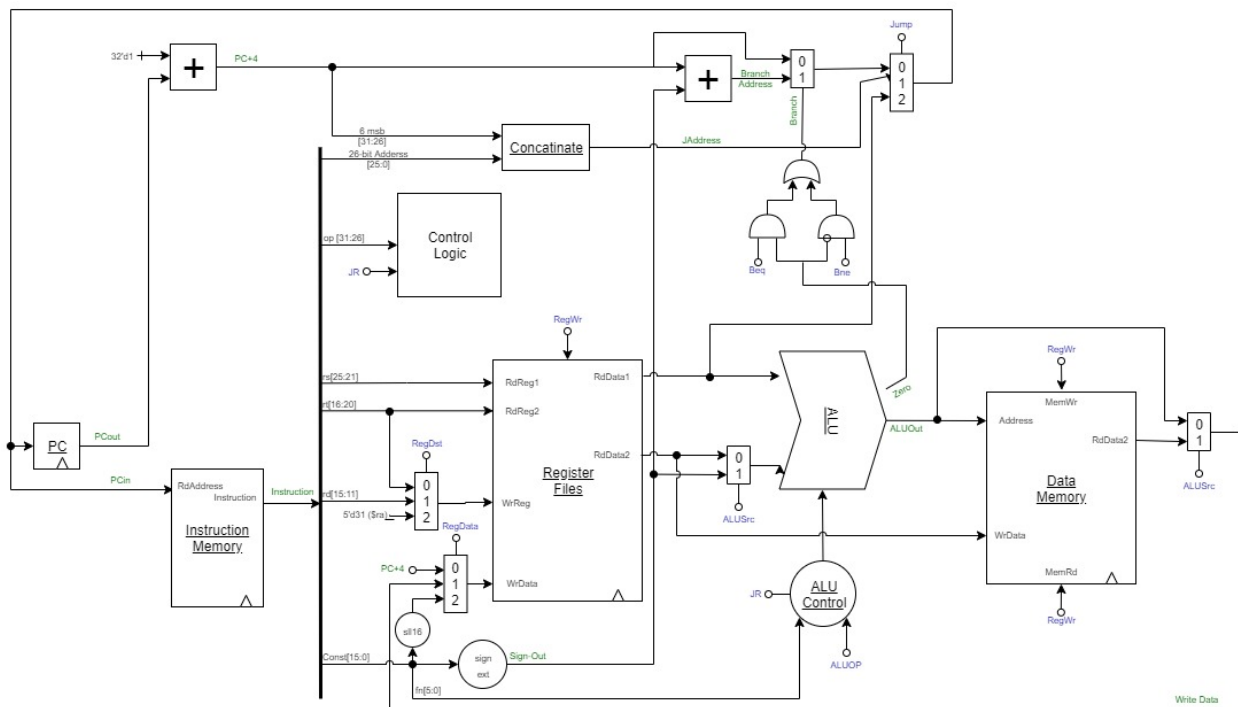 Jump
32'd1
+
PC+4
+
Branch
Address
0
1
0
1
2
Branch
6 msb
[31:26]
26-bit Adderss
[25:0]
Concatinate
JAddress
op [31:26]
Control
Logic
JR
Beq
Bne
RegWr
rs[25:21]
RdReg1
RdData1
rt[16:20]
RdReg2
RegDst
RdData2
Register
Files
0
1
ALUSrc
ALU
Zero
ALUOut
RegWr
MemWr
Address
RdData2
Data
Memory
WrData
MemRd
RegWr
0
1
ALUSrc
PC
PCout
PCin
RdAddress
Instruction
Instruction
Memory
Instruction
rd[15:11]
0
1
2
WrReg
5'd31 ($ra)
RegData
PC+4
0
1
2
WrData
sll16
Const[15:0]
sign
ext
Sign-Out
fn[5:0]
JR
ALU
Control
ALUOP
Write Data